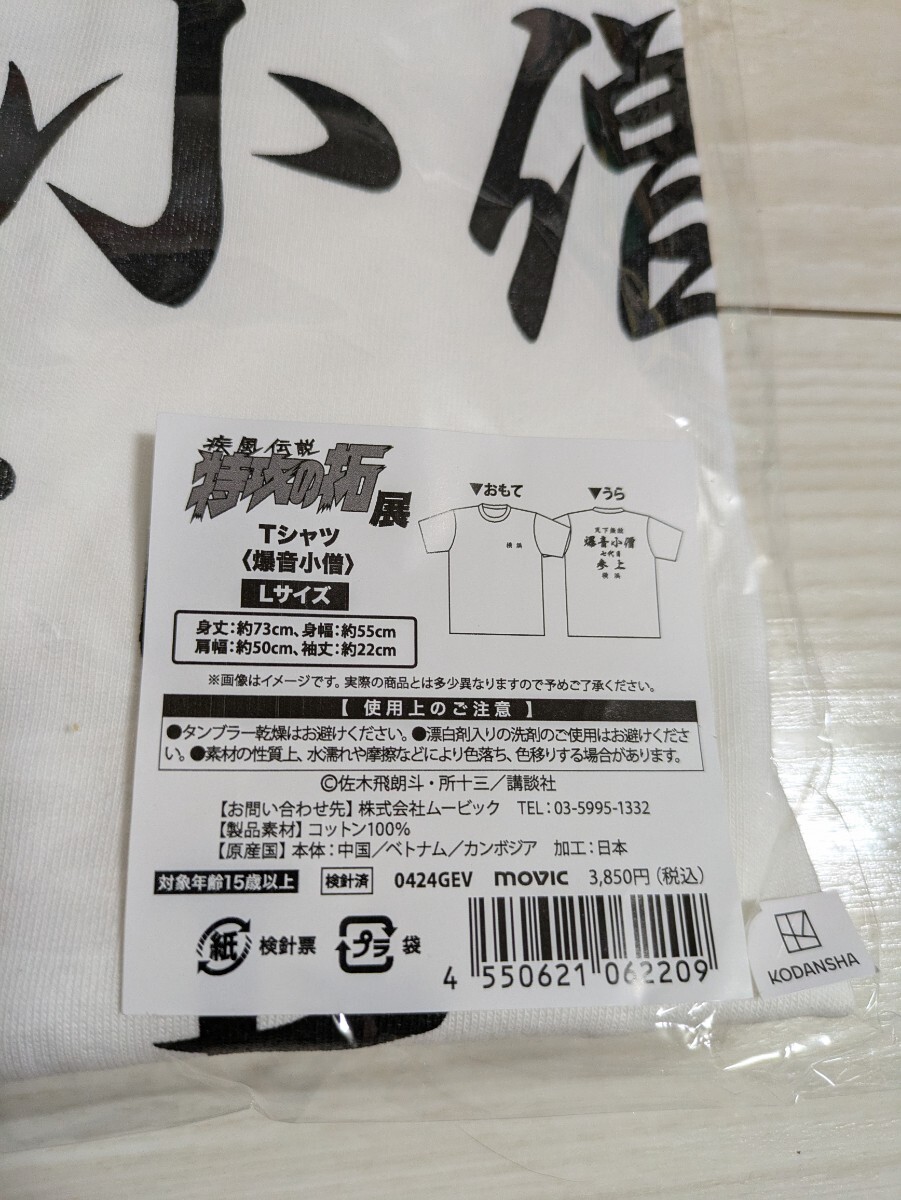 小僧
疾風伝説
特攻の拓
展
Tシャツ
〈爆音小僧〉
Lサイズ
身丈：約73cm、身幅：約55cm
肩幅：約50cm、袖丈：約22cm
▼おもて
横浜
▼うら
天下無敵
爆音小僧
七代目
参上
横浜
※画像はイメージです。実際の商品とは多少異なりますので予めご了承ください。
【 使用上のご注意 】
●タンブラー乾燥はお避けください。●漂白剤入りの洗剤のご使用はお避けくださ
い。●素材の性質上、水濡れや摩擦などにより色落ち、色移りする場合があります。
©佐木飛朗斗・所十三／講談社
【お問い合わせ先】株式会社ムービック　TEL：03-5995-1332
【製品素材】コットン100%
【原産国】本体：中国／ベトナム／カンボジア　加工：日本
対象年齢15歳以上　検針済　0424GEV　movic　3,850円（税込）
紙 検針票 プラ 袋
4 550621 062209
KODANSHA